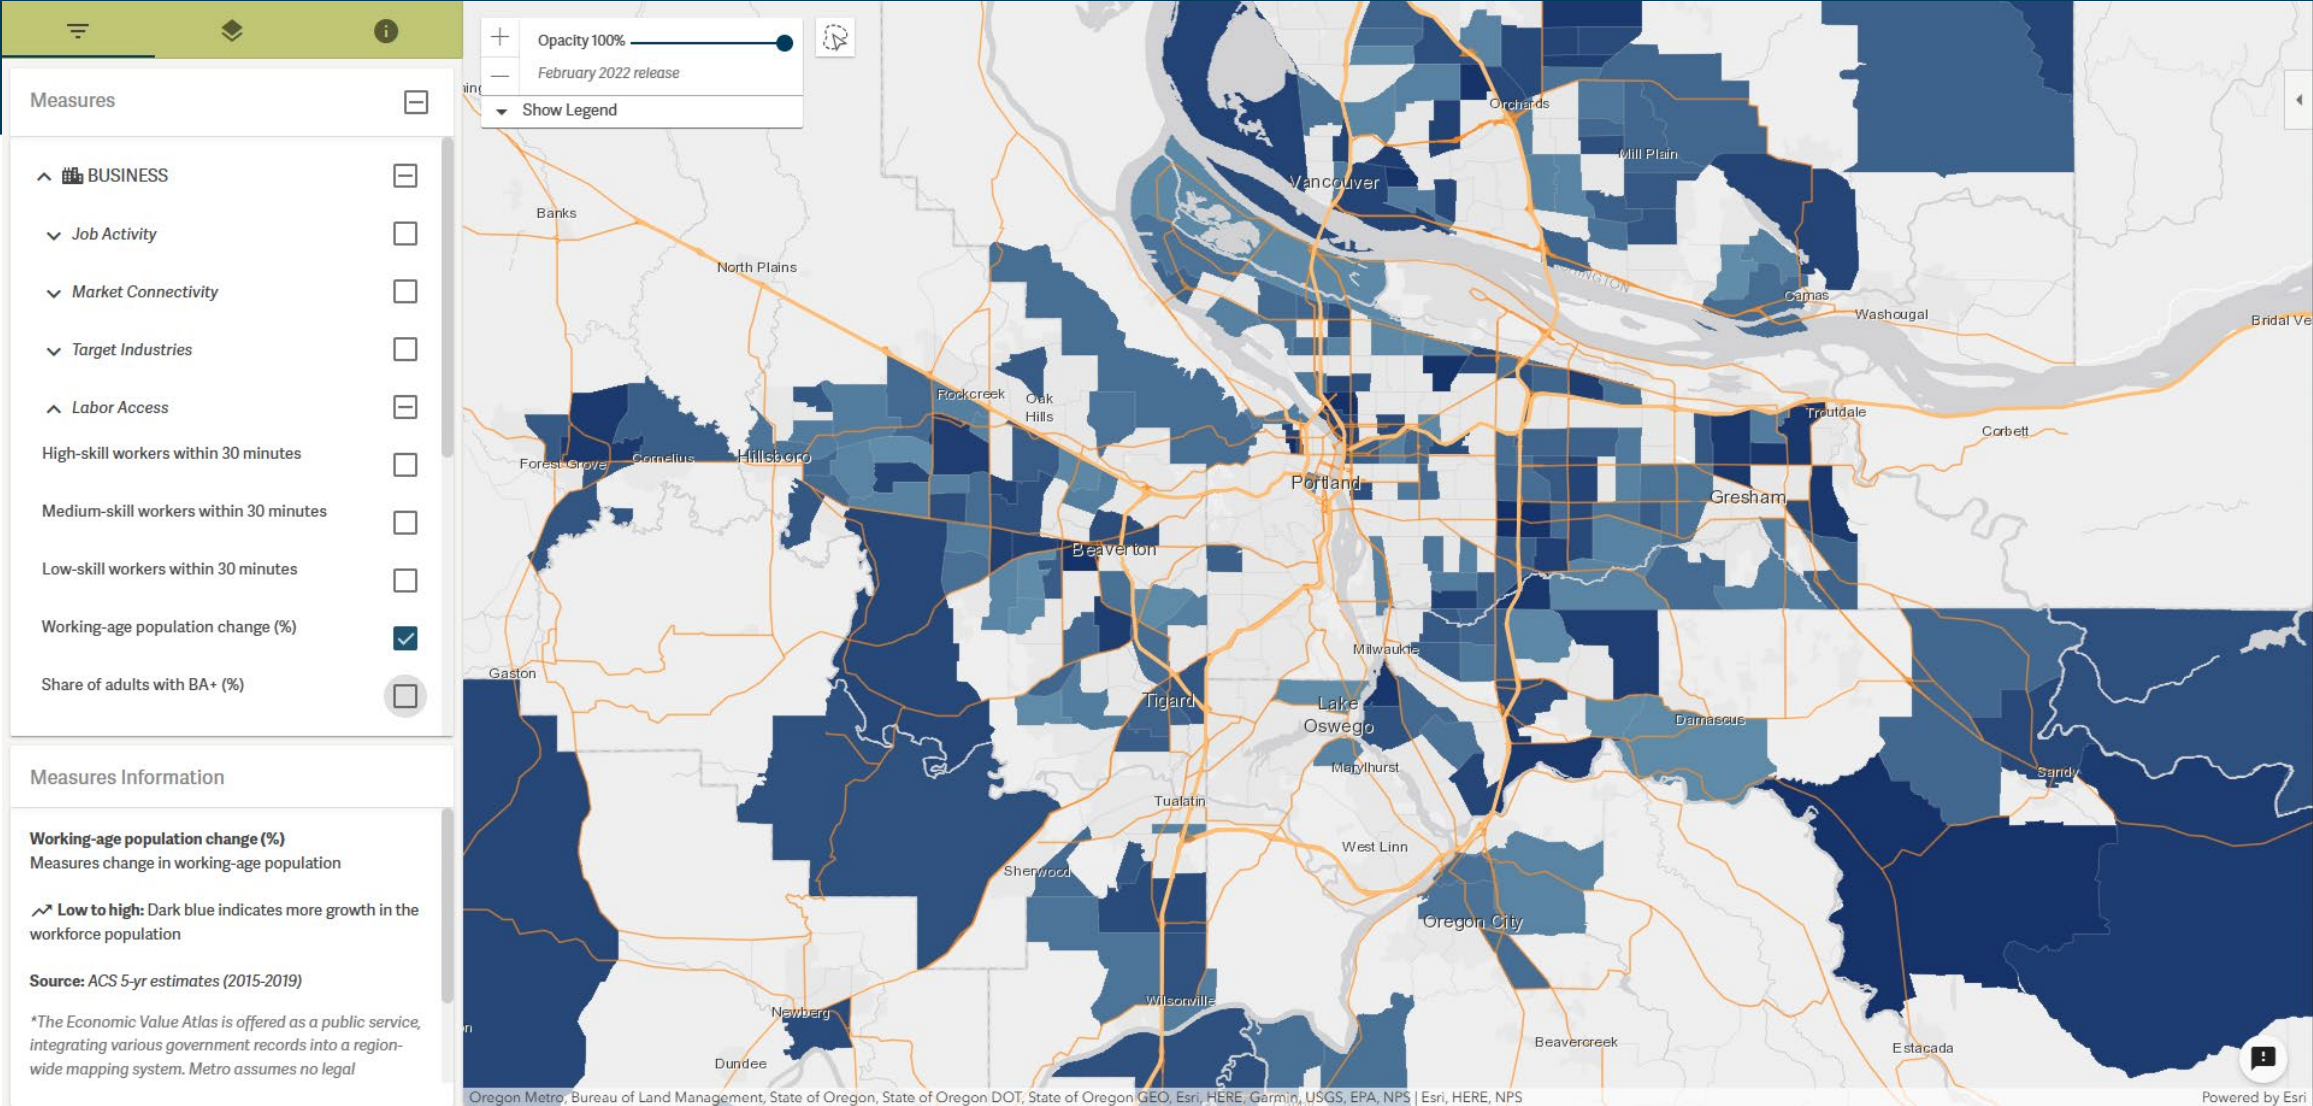 Measures
BUSINESS
Job Activity
Market Connectivity
Target Industries
Labor Access
High-skill workers within 30 minutes
Medium-skill workers within 30 minutes
Low-skill workers within 30 minutes
Working-age population change (%)
Share of adults with BA+ (%)
Measures Information
Working-age population change (%)
Measures change in working-age population
Low to high: Dark blue indicates more growth in the
workforce population
Source: ACS 5-yr estimates (2015-2019)
*The Economic Value Atlas is offered as a public service,
integrating various government records into a region-
wide mapping system. Metro assumes no legal
+
Opacity 100%
—
February 2022 release
Show Legend
Orchards
Mill Plain
Vancouver
Banks
North Plains
Camas
Washougal
Bridal Ve
Rockcreek
Oak
Hills
Troutdale
Corbett
Forest Grove
Cornelius
Hillsboro
Portland
Gresham
Beaverton
Milwaukie
Gaston
Tigard
Lake
Oswego
Damascus
Marylhurst
Sandy
Tualatin
West Linn
Sherwood
Oregon City
Wilsonville
Newberg
Dundee
Beavercreek
Estacada
Oregon Metro, Bureau of Land Management, State of Oregon, State of Oregon DOT, State of Oregon GEO, Esri, HERE, Garmin, USGS, EPA, NPS | Esri, HERE, NPS
Powered by Esri